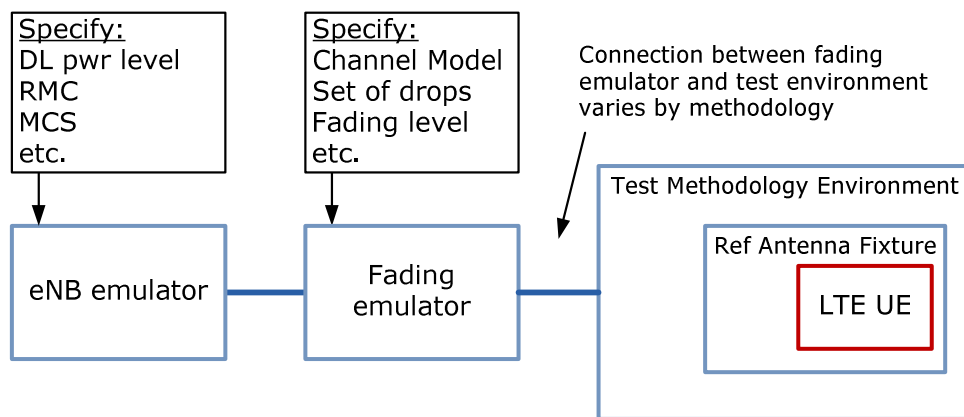 Specify:
DL pwr level
RMC
MCS
etc.
Specify:
Channel Model
Set of drops
Fading level
etc.
Connection between fading
emulator and test environment
varies by methodology
Test Methodology Environment
Ref Antenna Fixture
LTE UE
eNB emulator
Fading
emulator